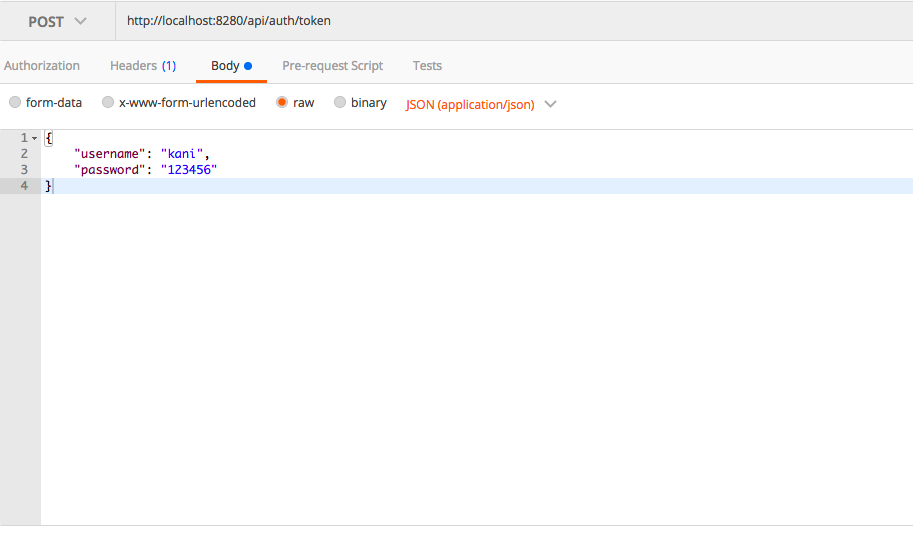 POST http://localhost:8280/api/auth/token
Authorization Headers (1) Body Pre-request Script Tests
form-data x-www-form-urlencoded raw binary JSON (application/json)
1 {
2 "username": "kani",
3 "password": "123456"
4 }